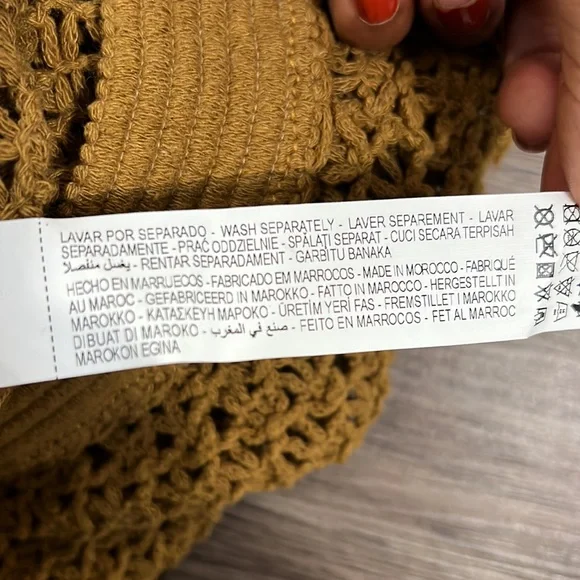 LAVAR POR SEPARADO - WASH SEPARATELY - LAVER SEPAREMENT - LAVAR
SEPARADAMENTE - PRAĆ ODDZIELNIE - SPĂLAȚI SEPARAT - CUCI SECARA TERPISAH
يغسل منفصلا - RENTAR SEPARADAMENT - GARBITU BANAKA
HECHO EN MARRUECOS - FABRICADO EM MARROCOS - MADE IN MOROCCO - FABRIQUÉ
AU MAROC - GEFABRICEERD IN MAROKKO - FATTO IN MAROCCO - HERGESTELLT IN
MAROKKO - ΚΑΤΑΣΚΕΥΗ ΜΑΡΟΚΟ - ÜRETİM YERİ FAS - FREMSTILLET I MAROKKO
DIBUAT DI MAROKO - صنع في المغرب - FEITO EN MARROCOS - FET AL MARROC
MAROKON EGINA